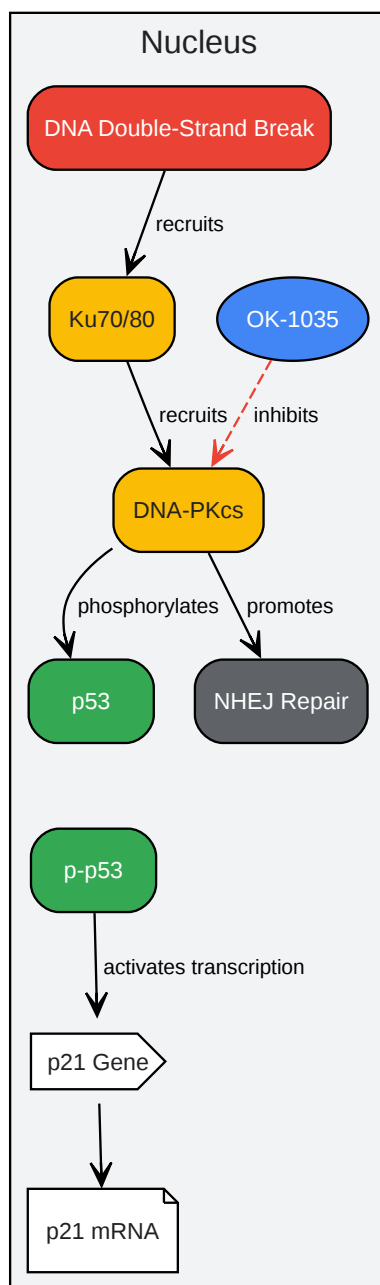 Nucleus
DNA Double-Strand Break
recruits
Ku70/80
OK-1035
recruits
inhibits
DNA-PKcs
phosphorylates
promotes
p53
NHEJ Repair
p-p53
activates transcription
p21 Gene
p21 mRNA